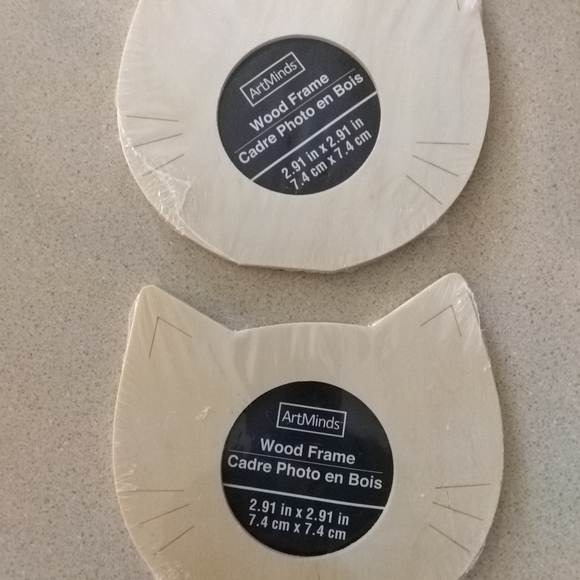 ArtMinds
Wood Frame
Cadre Photo en Bois
2.91 in x 2.91 in
7.4 cm x 7.4 cm
ArtMinds
Wood Frame
Cadre Photo en Bois
2.91 in x 2.91 in
7.4 cm x 7.4 cm